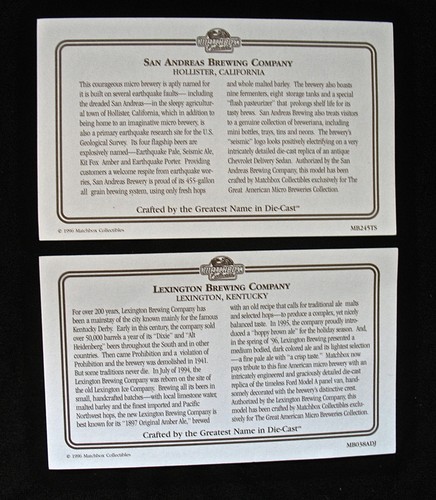 MATCHBOX
SAN ANDREAS BREWING COMPANY
HOLLISTER, CALIFORNIA
This courageous micro brewery is aptly named for
it is built on several earthquake faults— including
the dreaded San Andreas—in the sleepy agricultur-
al town of Hollister, California, which in addition to
being home to an imaginative micro brewery, is
also a primary earthquake research site for the U.S.
Geological Survey. Its four flagship beers are
explosively named—Earthquake Pale, Seismic Ale,
Kit Fox Amber and Earthquake Porter. Providing
customers a welcome respite from earthquake wor-
ries, San Andreas Brewery is proud of its 455-gallon
all grain brewing system, using only fresh hops
and whole malted barley. The brewery also boasts
nine fermenters, eight storage tanks and a special
"flash pasteurizer" that prolongs shelf life for its
tasty brews. San Andreas Brewing also treats visitors
to a genuine collection of breweriana, including
mini bottles, trays, tins and neons. The brewery's
"seismic" logo looks positively electrifying on a very
intricately detailed die-cast replica of an antique
Chevrolet Delivery Sedan. Authorized by the San
Andreas Brewing Company, this model has been
crafted by Matchbox Collectibles exclusively for The
Great American Micro Breweries Collection.
Crafted by the Greatest Name in Die-Cast™
© 1996 Matchbox Collectibles
MB245TS
MATCHBOX
LEXINGTON BREWING COMPANY
LEXINGTON, KENTUCKY
For over 200 years, Lexington Brewing Company has
been a mainstay of the city known mainly for the famous
Kentucky Derby. Early in this century, the company sold
over 50,000 barrels a year of its "Dixie" and "Alt
Heidenberg" beers throughout the South and in other
countries. Then came Prohibition and a violation of
Prohibition and the brewery was demolished in 1941.
But some traditions never die. In July of 1994, the
Lexington Brewing Company was reborn on the site of
the old Lexington Ice Company. Brewing all its beers in
small, handcrafted batches—with local limestone water,
malted barley and the finest imported and Pacific
Northwest hops, the new Lexington Brewing Company is
best known for its "1897 Original Amber Ale," brewed
with an old recipe that calls for traditional ale malts
and selected hops—to produce a complex, yet nicely
balanced taste. In 1995, the company proudly intro-
duced a "hoppy brown ale" for the holiday season. And,
in the spring of '96, Lexington Brewing presented a
medium bodied, dark colored ale and its lightest selection
—a fine pale ale with "a crisp taste." Matchbox now
pays tribute to this fine American micro brewery with an
intricately engineered and graciously detailed die-cast
replica of the timeless Ford Model A panel van, hand-
somely decorated with the brewery's distinctive crest.
Authorized by the Lexington Brewing Company, this
model has been crafted by Matchbox Collectibles exclu-
sively for The Great American Micro Breweries Collection.
Crafted by the Greatest Name in Die-Cast™
© 1996 Matchbox Collectibles
MB038ADJ